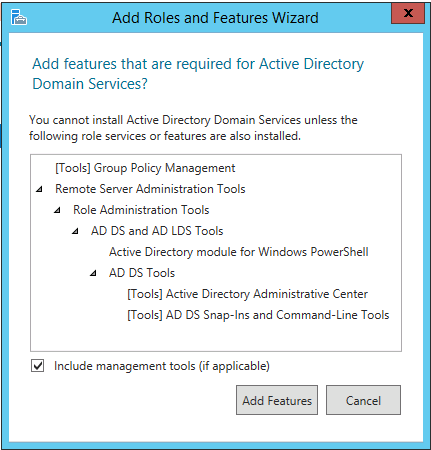 Add Roles and Features Wizard
x
Add features that are required for Active Directory
Domain Services?
You cannot install Active Directory Domain Services unless the
following role services or features are also installed.
[Tools] Group Policy Management
Remote Server Administration Tools
Role Administration Tools
AD DS and AD LDS Tools
Active Directory module for Windows PowerShell
AD DS Tools
[Tools] Active Directory Administrative Center
[Tools] AD DS Snap-Ins and Command-Line Tools
Include management tools (if applicable)
Add Features
Cancel